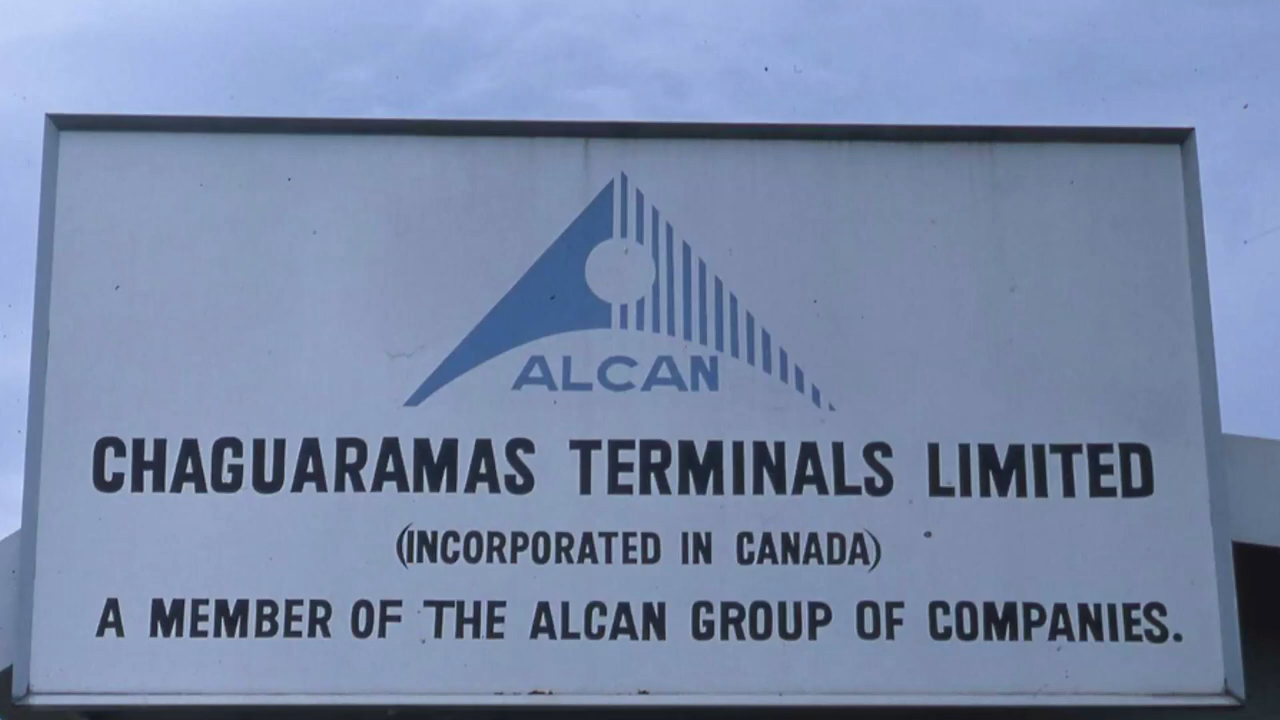 ALCAN
CHAGUARAMAS TERMINALS LIMITED
(INCORPORATED IN CANADA)
A MEMBER OF THE ALCAN GROUP OF COMPANIES.